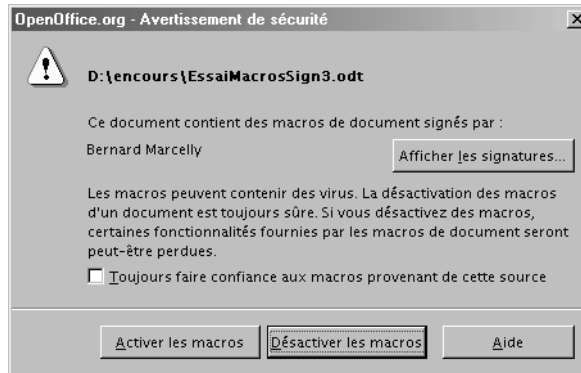 OpenOffice.org - Avertissement de sécurité
D:\encours\EssaiMacrosSign3.odt
Ce document contient des macros de document signés par :
Bernard Marcelly
Afficher les signatures...
Les macros peuvent contenir des virus. La désactivation des macros
d'un document est toujours sûre. Si vous désactivez des macros,
certaines fonctionnalités fournies par les macros de document seront
peut-être perdues.
Toujours faire confiance aux macros provenant de cette source
Activer les macros
Désactiver les macros
Aide